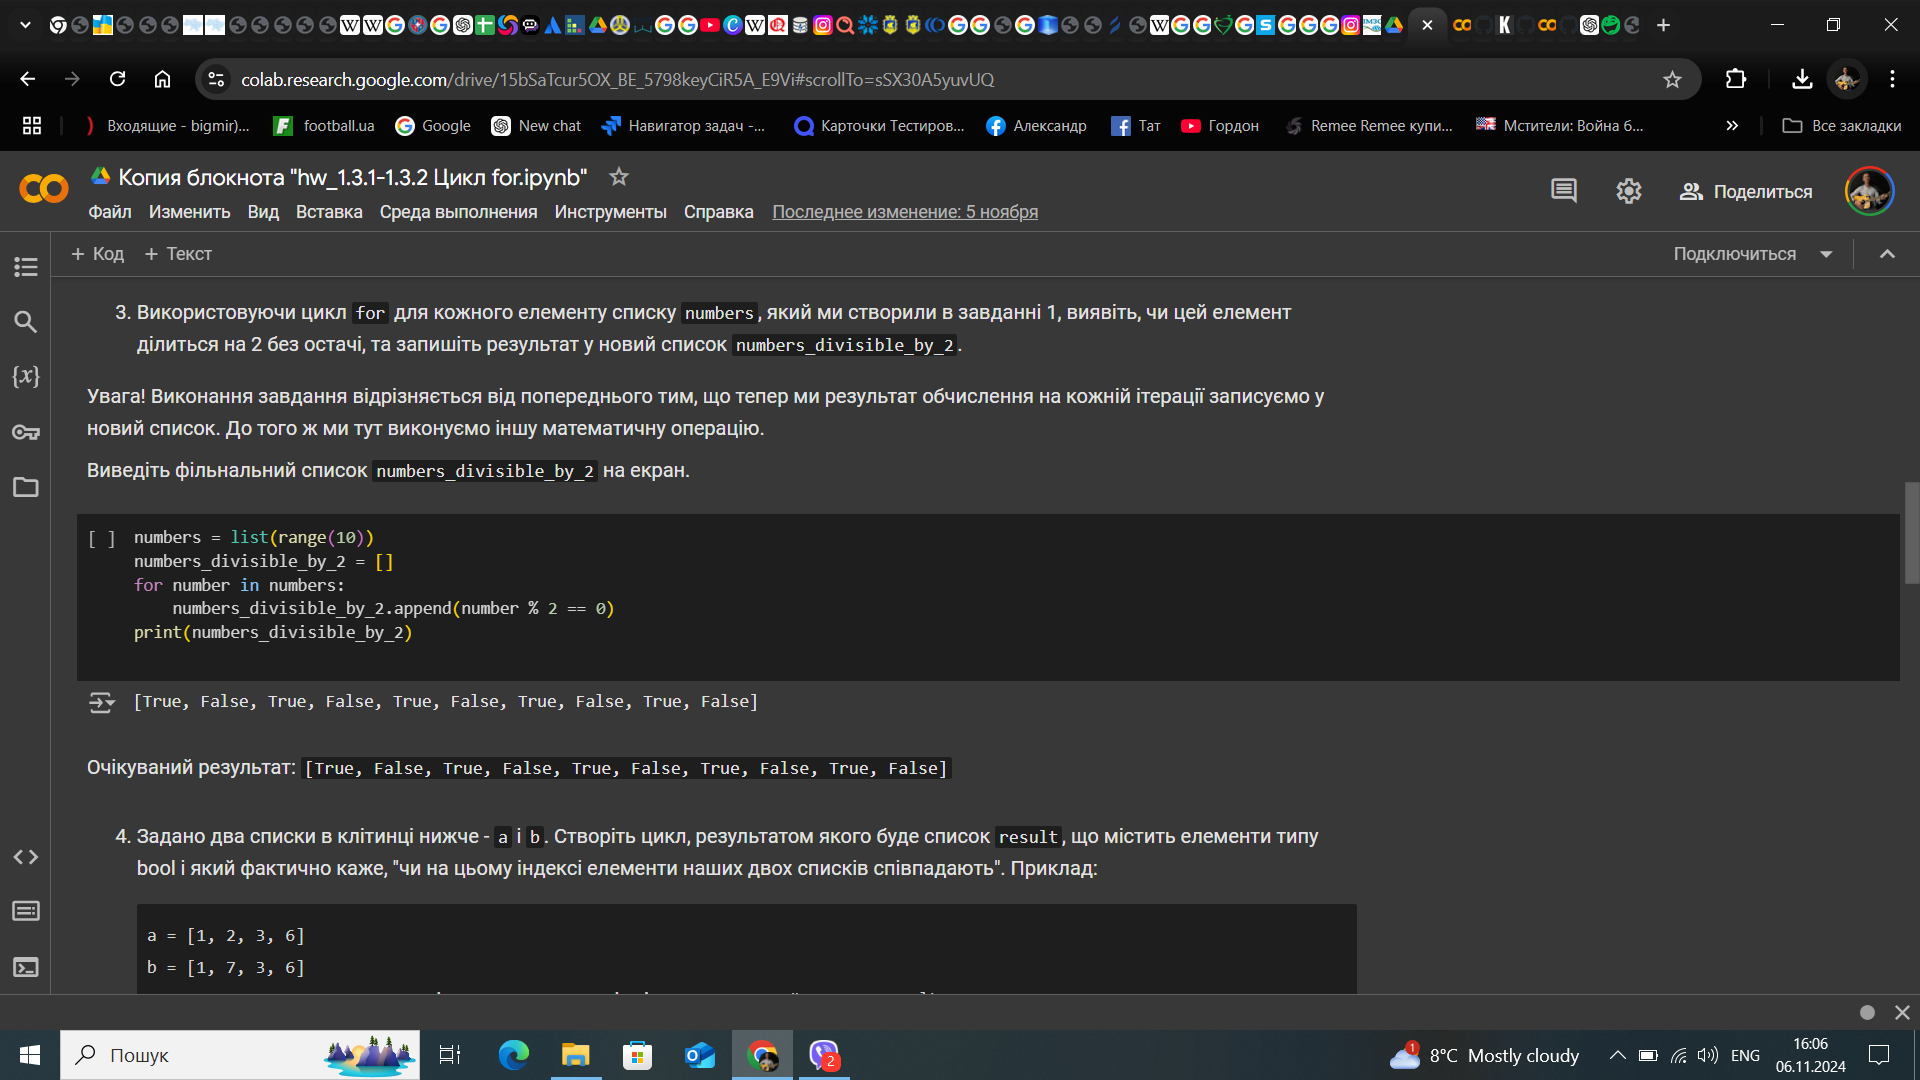 colab.research.google.com/drive/15bSaTcur5OX_BE_5798keyCiR5A_E9Vi#scrollTo=sSX30A5yuvUQ
Входящие - bigmir)...
football.ua
Google
New chat
Навигатор задач -...
Карточки Тестиров...
Александр
Тат
Гордон
Remee Remee купи...
Мстители: Война б...
Все закладки
Копия блокнота "hw_1.3.1-1.3.2 Цикл for.ipynb"
Файл Изменить Вид Вставка Среда выполнения Инструменты Справка Последнее изменение: 5 ноября
Поделиться
+ Код + Текст
Подключиться
3. Використовуючи цикл for для кожного елементу списку numbers, який ми створили в завданні 1, виявіть, чи цей елемент
ділиться на 2 без остачі, та запишіть результат у новий список numbers_divisible_by_2.
Увага! Виконання завдання відрізняється від попереднього тим, що тепер ми результат обчислення на кожній ітерації записуємо у
новий список. До того ж ми тут виконуємо іншу математичну операцію.
Виведіть фільнальний список numbers_divisible_by_2 на екран.
[ ] numbers = list(range(10))
numbers_divisible_by_2 = []
for number in numbers:
    numbers_divisible_by_2.append(number % 2 == 0)
print(numbers_divisible_by_2)
[True, False, True, False, True, False, True, False, True, False]
Очікуваний результат: [True, False, True, False, True, False, True, False, True, False]
4. Задано два списки в клітинці нижче - a і b. Створіть цикл, результатом якого буде список result, що містить елементи типу
bool і який фактично каже, "чи на цьому індексі елементи наших двох списків співпадають". Приклад:
a = [1, 2, 3, 6]
b = [1, 7, 3, 6]
Пошук
2
1
8°C Mostly cloudy
ENG
16:06
06.11.2024